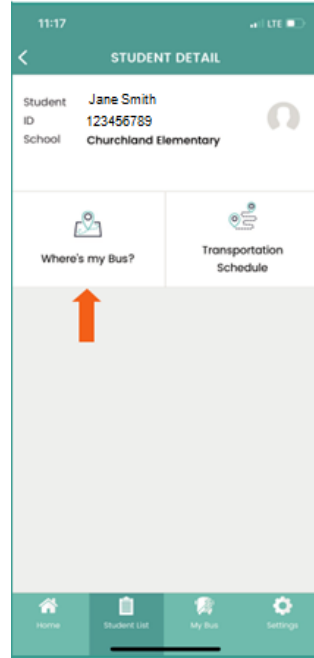 11:17
LTE
STUDENT DETAIL
Student Jane Smith
ID 123456789
School Churchland Elementary
Where's my Bus?
Transportation
Schedule
Home
Student List
My Bus
Settings